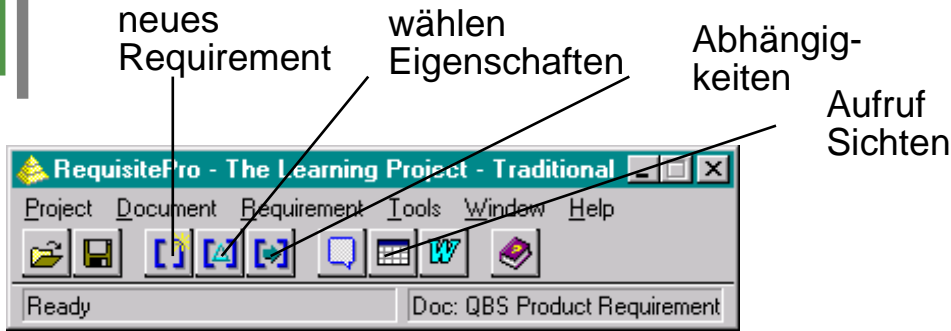 neues
Requirement
wählen
Eigenschaften
Abhängig-
keiten
Aufruf
Sichten
RequisitePro - The Learning Project - Traditional
Project Document Requirement Tools Window Help
W
Ready Doc: QBS Product Requirement